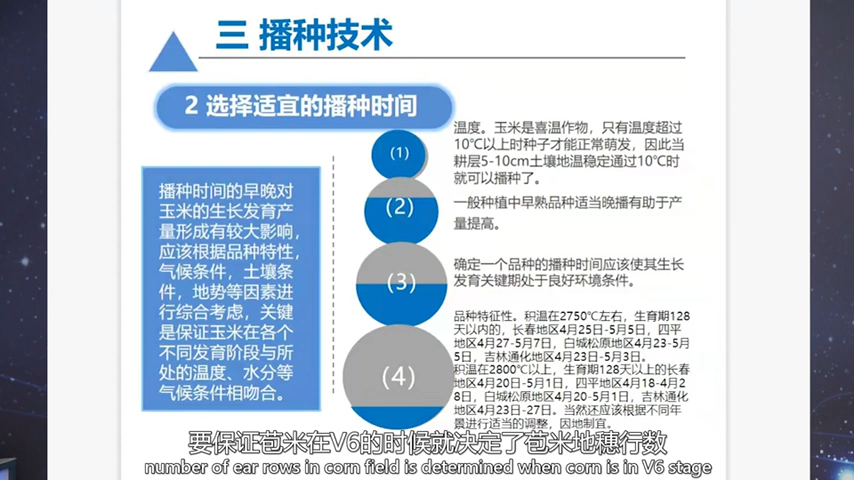 三 播种技术
2 选择适宜的播种时间
播种时间的早晚对
玉米的生长发育产
量形成有较大影响，
应该根据品种特性，
气候条件，土壤条
件，地势等因素进
行综合考虑，关键
是保证玉米在各个
不同发育阶段与所
处的温度、水分等
气候条件相吻合。
(1)
温度。玉米是喜温作物，只有温度超过
10℃以上时种子才能正常萌发，因此当
耕层5-10cm土壤地温稳定通过10℃时
就可以播种了。
(2)
一般种植中早熟品种适当晚播有助于产
量提高。
(3)
确定一个品种的播种时间应该使其生长
发育关键期处于良好环境条件。
(4)
品种特征性。积温在2750℃左右，生育期128
天以内的，长春地区4月25日-5月5日，四平
地区4月27-5月7日，白城松原地区4月23-5月
5日，吉林通化地区4月23日-5月3日。
积温在2800℃以上，生育期128天以上的长春
地区4月20日-5月1日，四平地区4月18-4月2
8日，白城松原地区4月20-5月1日，吉林通化
地区4月23日-27日。当然还应该根据不同年
景进行适当的调整，因地制宜。
要保证苞米在V6的时候就决定了苞米地穗行数
number of ear rows in corn field is determined when corn is in V6 stage